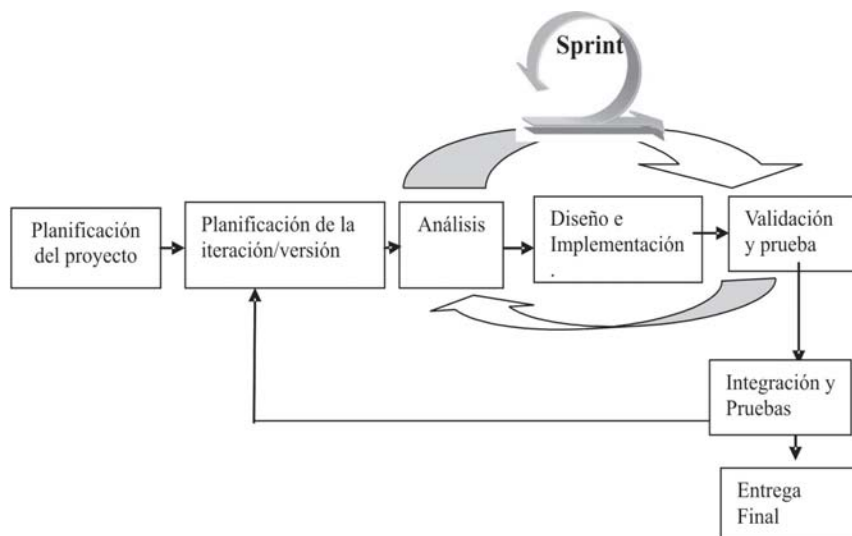 Sprint
Planificación
del proyecto
Planificación de la
iteración/versión
Análisis
Diseño e
Implementación
.
Validación
y prueba
Integración y
Pruebas
Entrega
Final